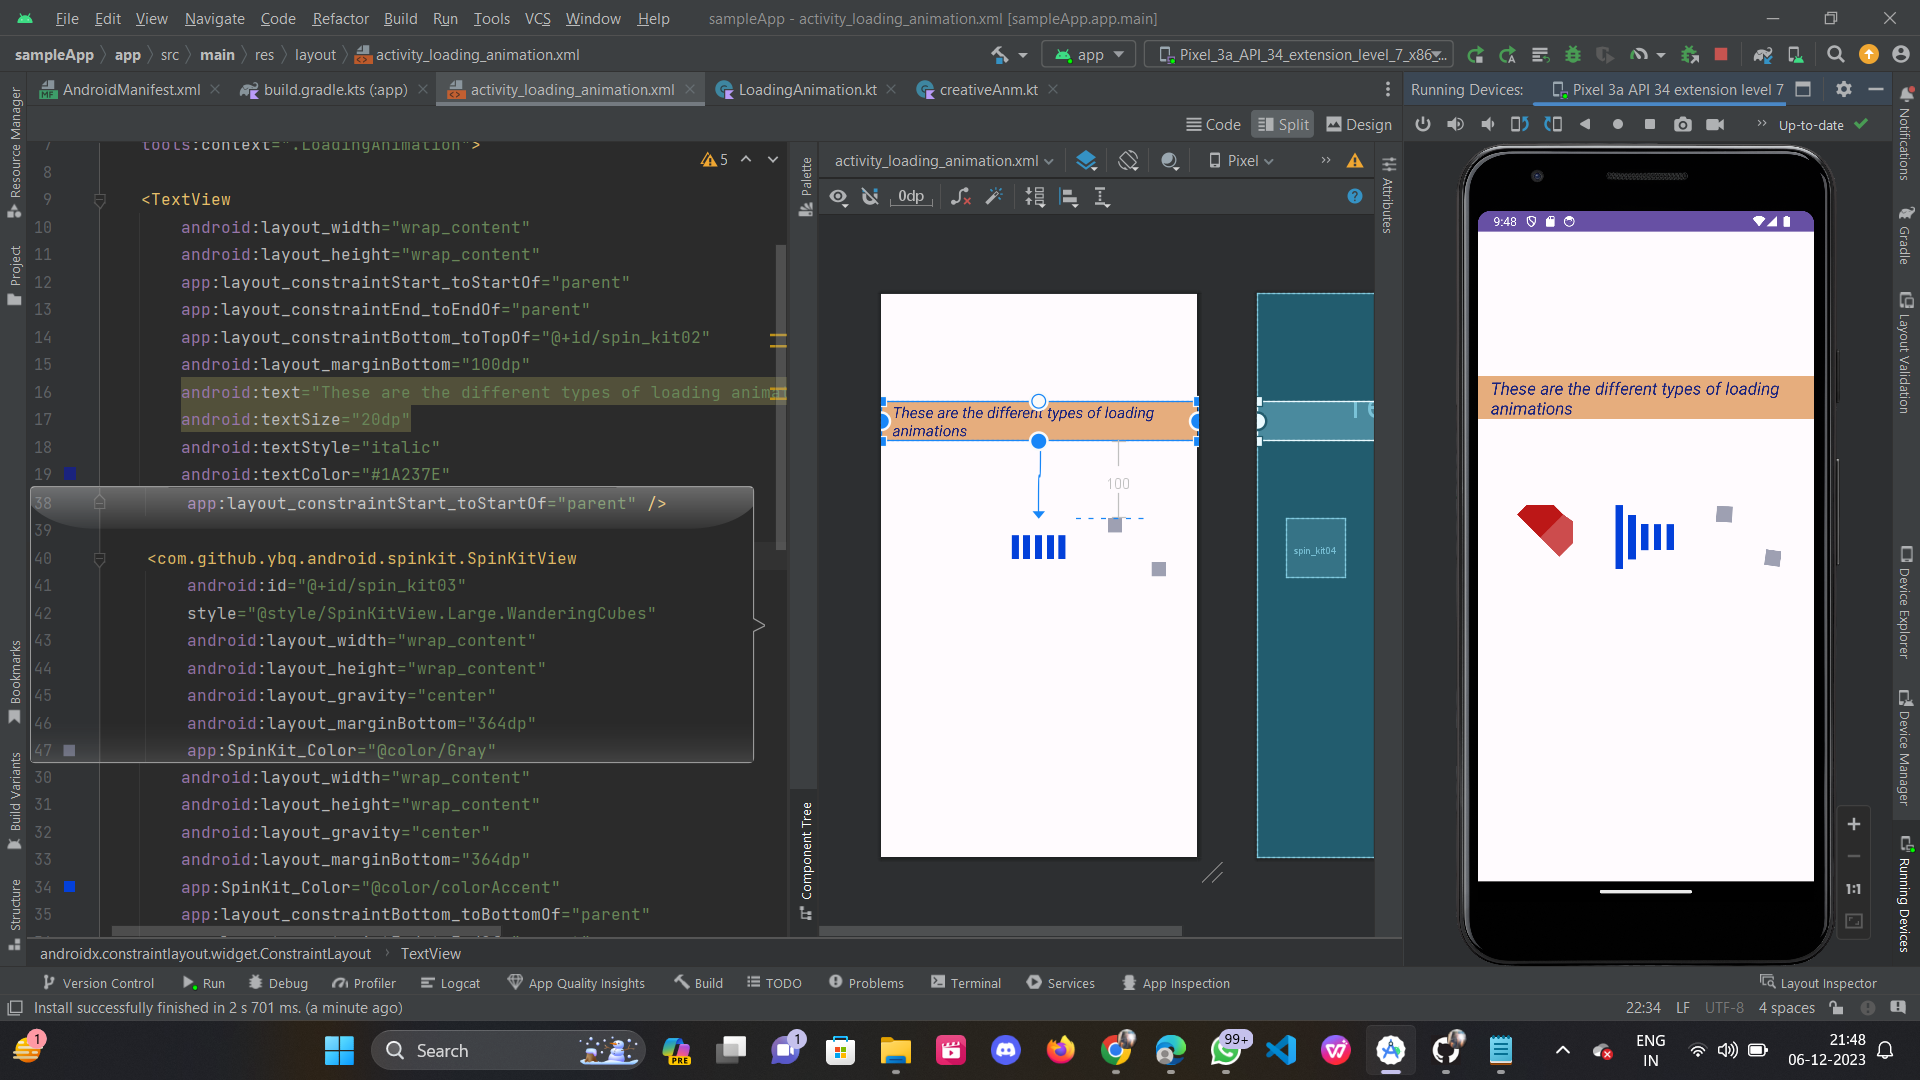 File Edit View Navigate Code Refactor Build Run Tools VCS Window Help sampleApp - activity_loading_animation.xml [sampleApp.app.main]
sampleApp app src main res layout activity_loading_animation.xml app Pixel_3a_API_34_extension_level_7_x86_...
AndroidManifest.xml build.gradle.kts (:app) activity_loading_animation.xml LoadingAnimation.kt creativeAnm.kt
Running Devices: Pixel 3a API 34 extension level 7
Code Split Design
Up-to-date
7 tools:context=".LoadingAnimation">
5
8
9 <TextView
10 android:layout_width="wrap_content"
11 android:layout_height="wrap_content"
12 app:layout_constraintStart_toStartOf="parent"
13 app:layout_constraintEnd_toEndOf="parent"
14 app:layout_constraintBottom_toTopOf="@+id/spin_kit02"
15 android:layout_marginBottom="100dp"
16 android:text="These are the different types of loading anima
17 android:textSize="20dp"
18 android:textStyle="italic"
19 android:textColor="#1A237E"
38 app:layout_constraintStart_toStartOf="parent" />
39
40 <com.github.ybq.android.spinkit.SpinKitView
41 android:id="@+id/spin_kit03"
42 style="@style/SpinKitView.Large.WanderingCubes"
43 android:layout_width="wrap_content"
44 android:layout_height="wrap_content"
45 android:layout_gravity="center"
46 android:layout_marginBottom="364dp"
47 app:SpinKit_Color="@color/Gray"
30 android:layout_width="wrap_content"
31 android:layout_height="wrap_content"
32 android:layout_gravity="center"
33 android:layout_marginBottom="364dp"
34 app:SpinKit_Color="@color/colorAccent"
35 app:layout_constraintBottom_toBottomOf="parent"
Resource Manager
Project
Bookmarks
Build Variants
Structure
Palette
Component Tree
activity_loading_animation.xml Pixel
0dp
Attributes
These are the different types of loading
animations
100
spin_kit04
9:48
These are the different types of loading
animations
1:1
Notifications
Gradle
Layout Validation
Device Explorer
Device Manager
Running Devices
androidx.constraintlayout.widget.ConstraintLayout TextView
Version Control Run Debug Profiler Logcat App Quality Insights Build TODO Problems Terminal Services App Inspection Layout Inspector
Install successfully finished in 2 s 701 ms. (a minute ago) 22:34 LF UTF-8 4 spaces
1
Search
PRE
1
99+
ENG
IN
21:48
06-12-2023